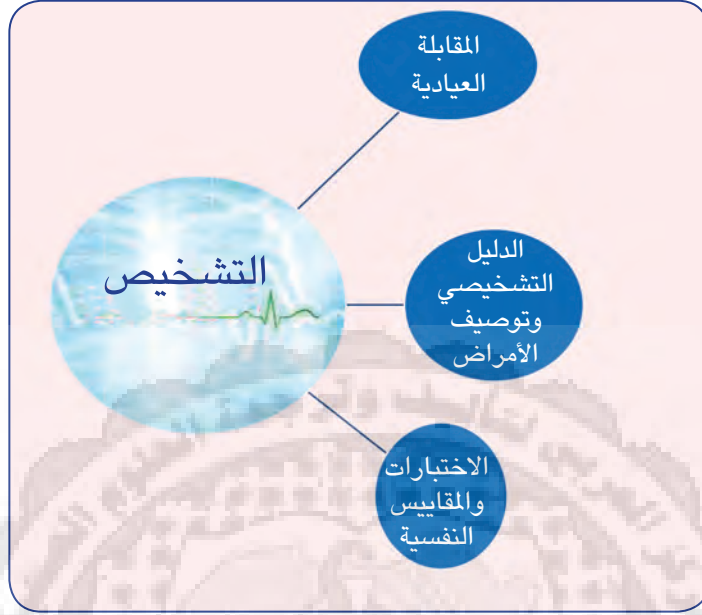 المقابلة
العيادية
التشخيص
الدليل
التشخيصي
وتوصيف
الأمراض
الاختبارات
والمقاييس
النفسية